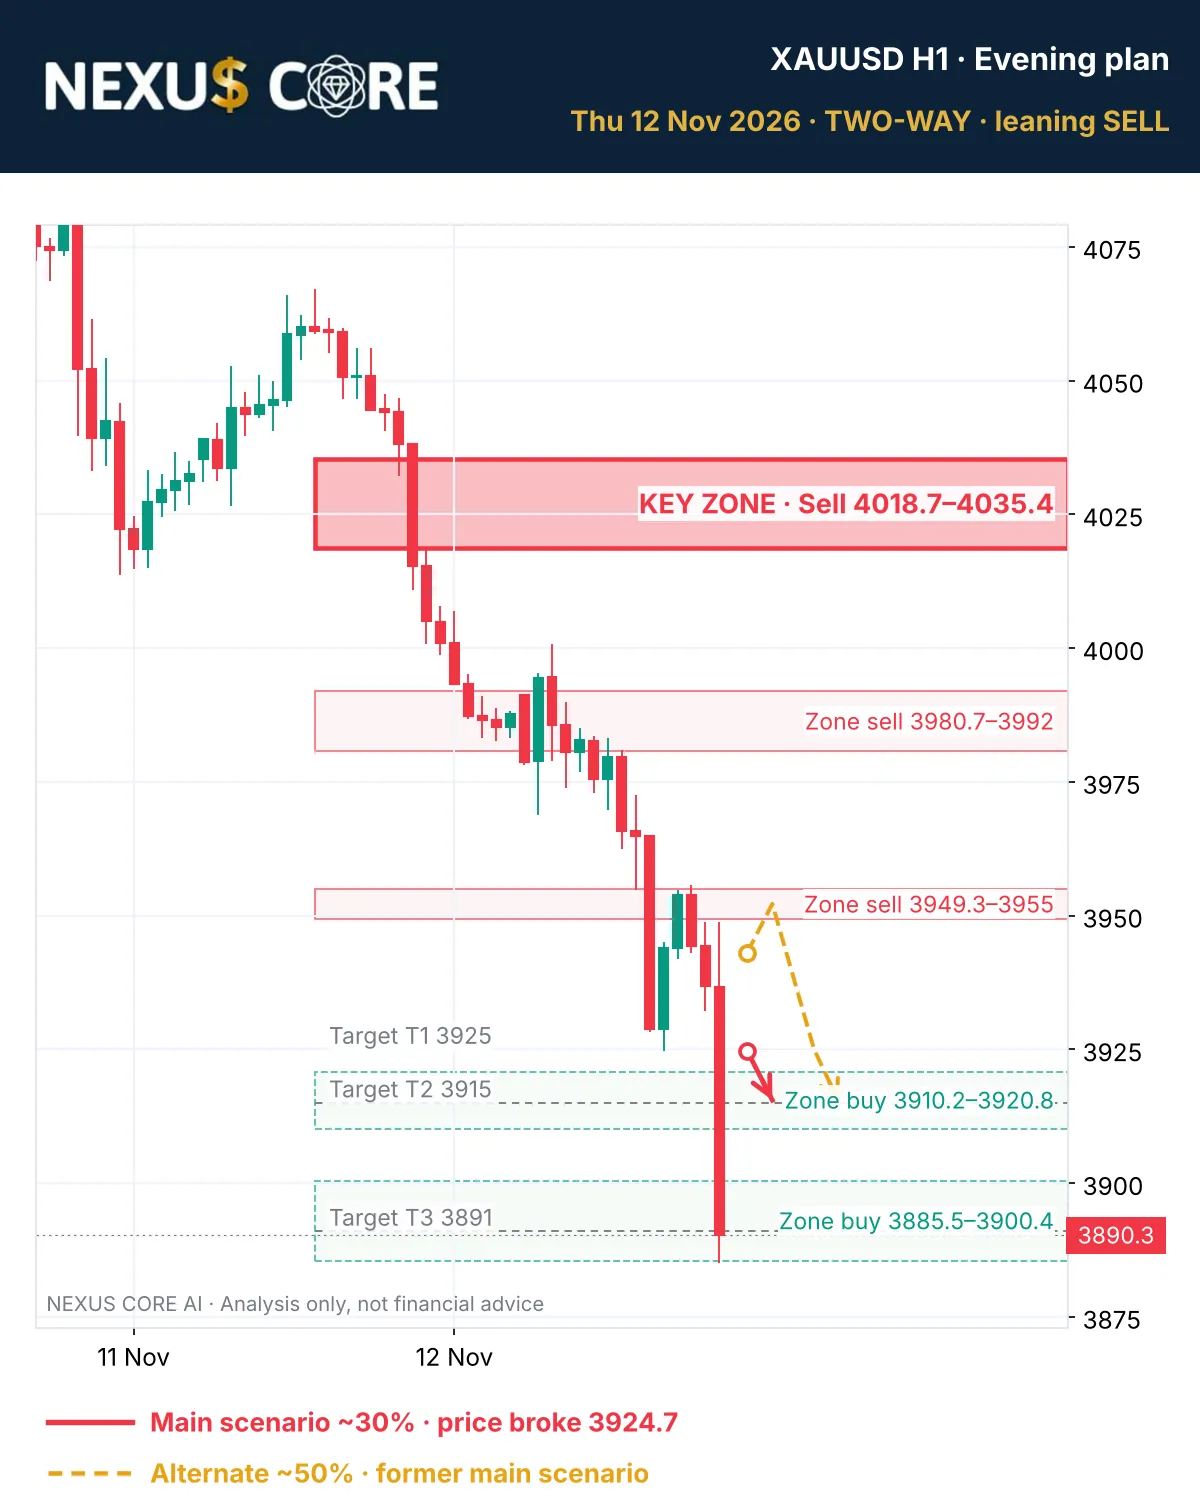 NEXU$ CORE
XAUUSD H1 · Evening plan
Thu 12 Nov 2026 · TWO-WAY · leaning SELL
4075
4050
KEY ZONE · Sell 4018.7–4035.4
4025
4000
Zone sell 3980.7–3992
3975
Zone sell 3949.3–3955
3950
Target T1 3925
3925
Target T2 3915
Zone buy 3910.2–3920.8
3900
Target T3 3891
Zone buy 3885.5–3900.4
3890.3
NEXUS CORE AI · Analysis only, not financial advice
3875
11 Nov
12 Nov
Main scenario ~30% · price broke 3924.7
Alternate ~50% · former main scenario